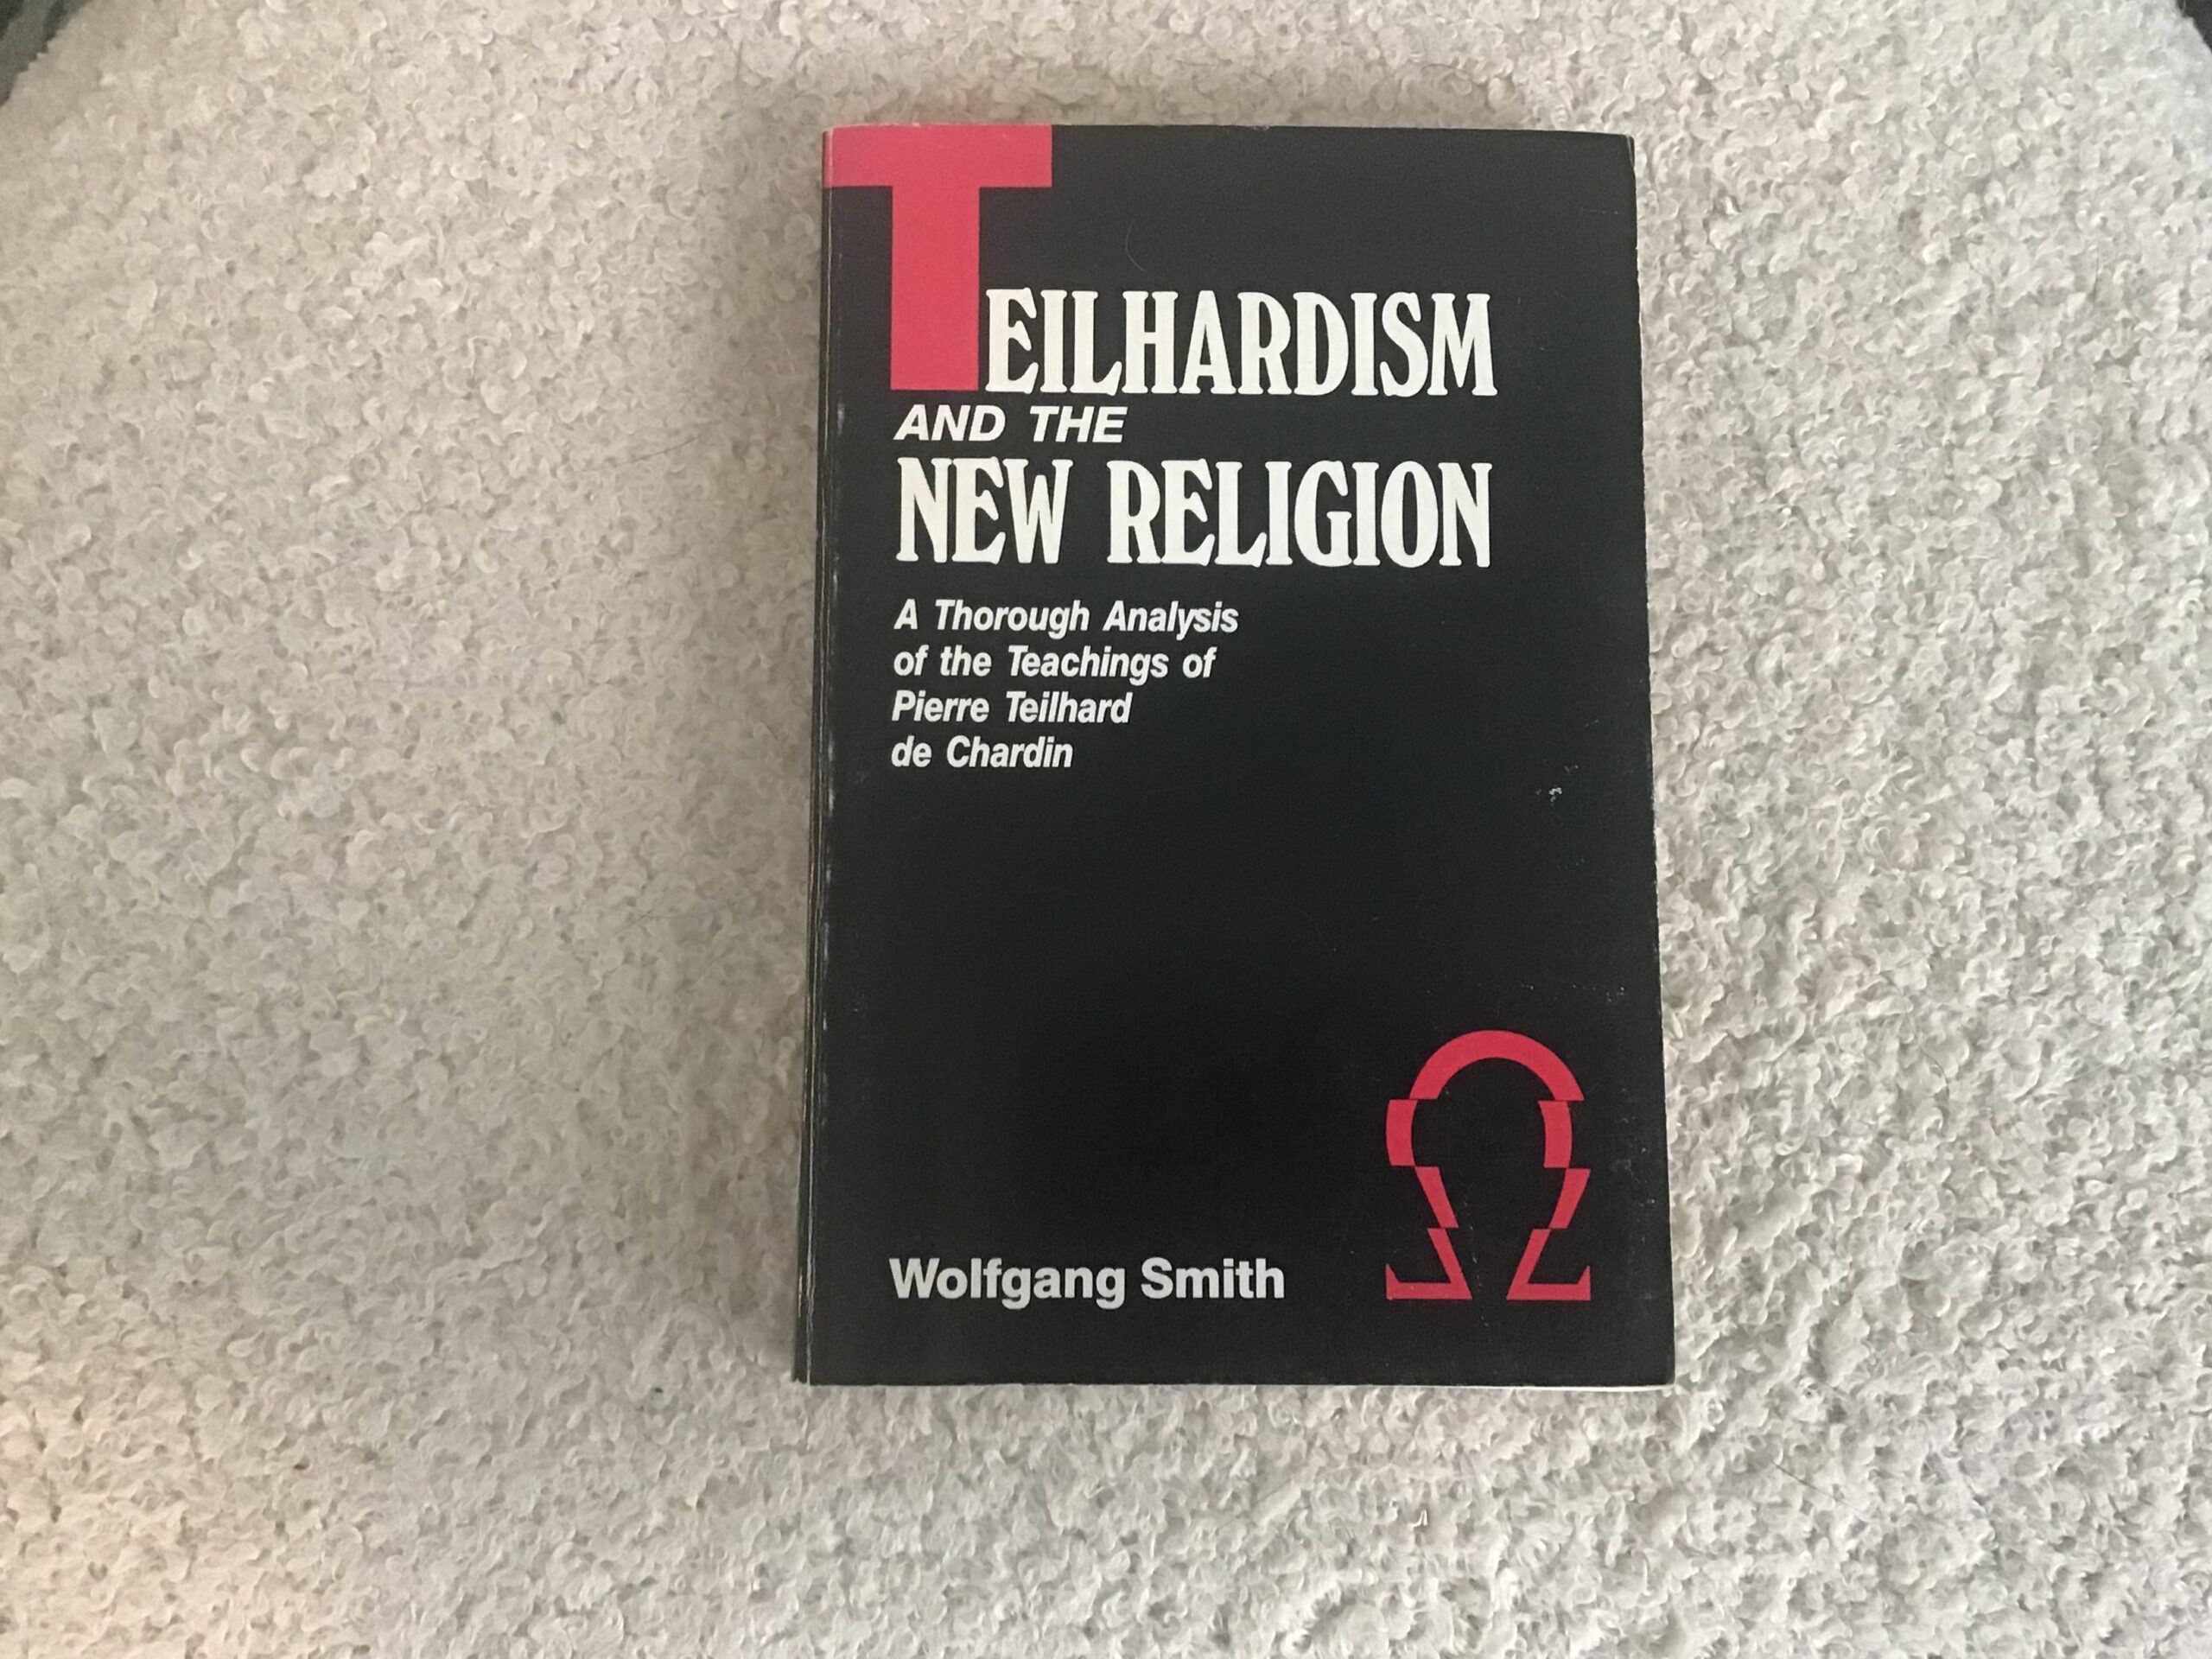 TEILHARDISM
AND THE
NEW RELIGION
A Thorough Analysis
of the Teachings of
Pierre Teilhard
de Chardin
Wolfgang Smith
Ω